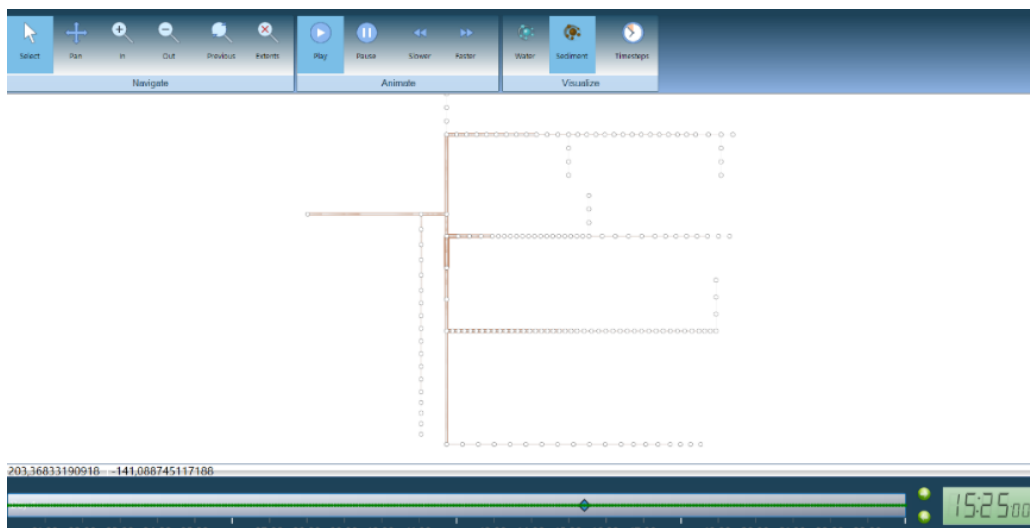 Select Pan In Out Previous Extents Play Pause Slower Faster Water Sediment Timesteps
Navigate Animate Visualize
203,36833190918 -141,088745117188
15:25:00